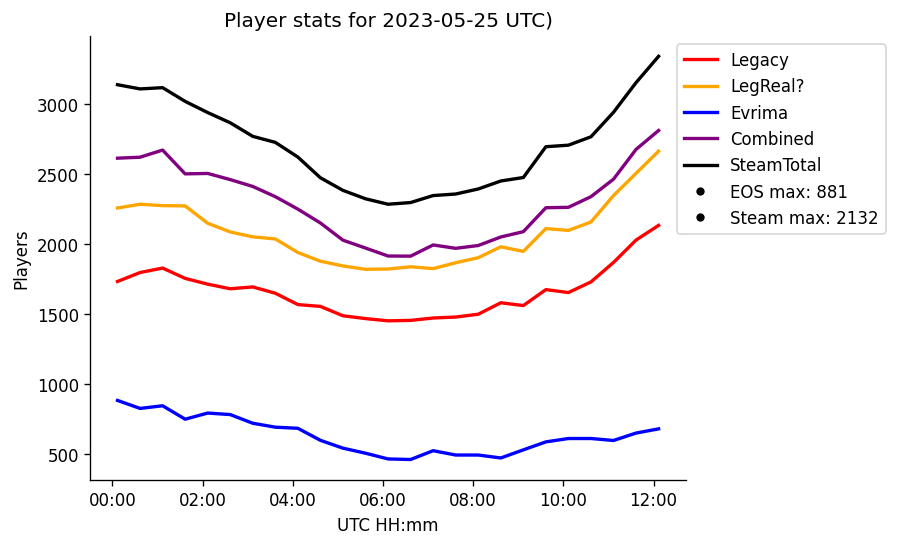 Player stats for 2023-05-25 UTC)
Players
3000
2500
2000
1500
1000
500
00:00 02:00 04:00 06:00 08:00 10:00 12:00
UTC HH:mm
Legacy
LegReal?
Evrima
Combined
SteamTotal
EOS max: 881
Steam max: 2132